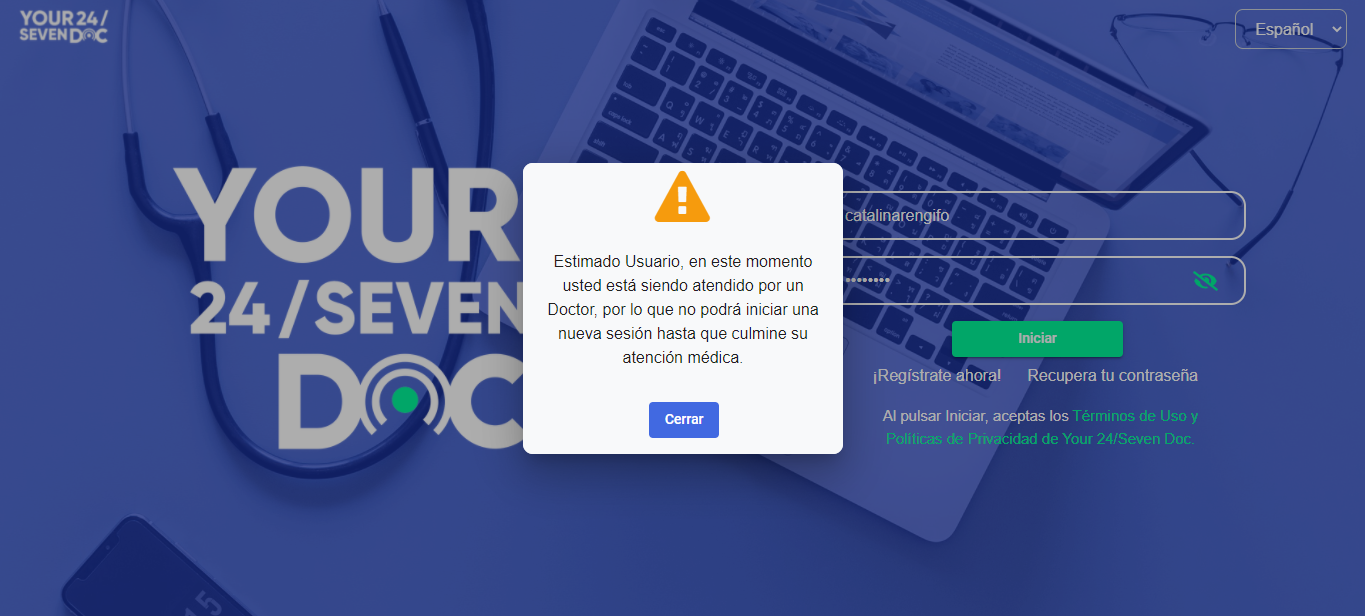 YOUR 24/
SEVEN DOC
Español
YOUR
24/SEVEN
DOC
Estimado Usuario, en este momento
usted está siendo atendido por un
Doctor, por lo que no podrá iniciar una
nueva sesión hasta que culmine su
atención médica.
Cerrar
catalinarengifo
Iniciar
¡Regístrate ahora! Recupera tu contraseña
Al pulsar Iniciar, aceptas los Términos de Uso y
Políticas de Privacidad de Your 24/Seven Doc.